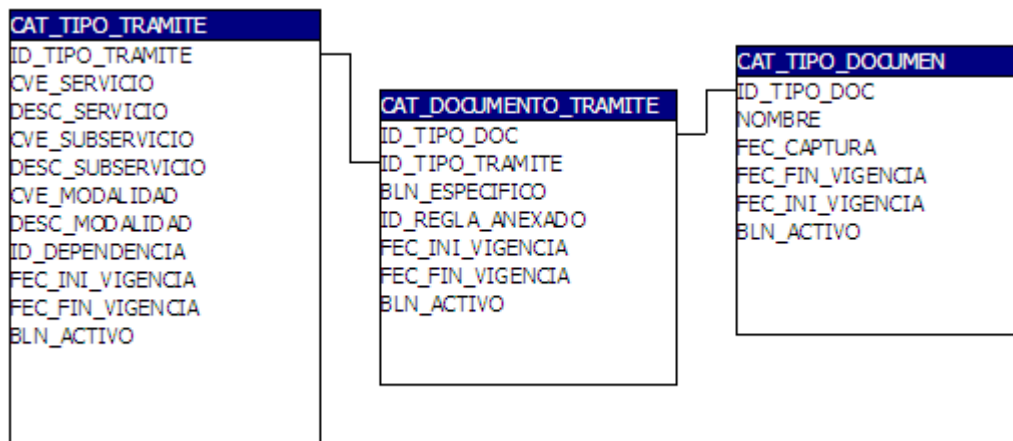 CAT_TIPO_TRAMITE
ID_TIPO_TRAMITE
CVE_SERVICIO
DESC_SERVICIO
CVE_SUBSERVICIO
DESC_SUBSERVICIO
CVE_MODALIDAD
DESC_MODALIDAD
ID_DEPENDENCIA
FEC_INI_VIGENCIA
FEC_FIN_VIGENCIA
BLN_ACTIVO
CAT_DOCUMENTO_TRAMITE
ID_TIPO_DOC
ID_TIPO_TRAMITE
BLN_ESPECIFICO
ID_REGLA_ANEXADO
FEC_INI_VIGENCIA
FEC_FIN_VIGENCIA
BLN_ACTIVO
CAT_TIPO_DOCUMEN
ID_TIPO_DOC
NOMBRE
FEC_CAPTURA
FEC_FIN_VIGENCIA
FEC_INI_VIGENCIA
BLN_ACTIVO